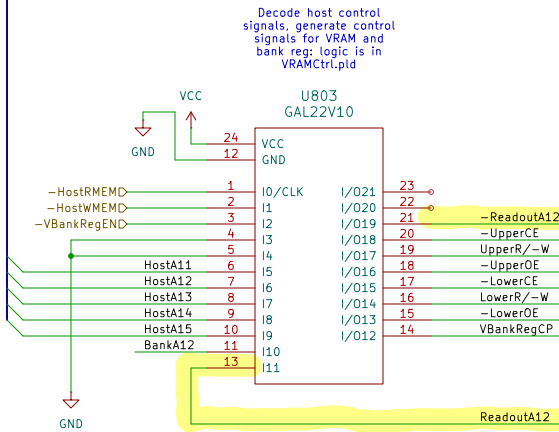 Decode host control
signals, generate control
signals for VRAM and
bank reg: logic is in
VRAMCtrl.pld
U803
GAL22V10
VCC
GND
24 VCC
12 GND
-HostRMEM 1 I0/CLK I/O21 23
-HostWMEM 2 I1 I/O20 22
-VBankRegEN 3 I2 I/O19 21 -ReadoutA12
4 I3 I/O18 20 -UpperCE
5 I4 I/O17 19 UpperR/-W
HostA11 6 I5 I/O16 18 -UpperOE
HostA12 7 I6 I/O15 17 -LowerCE
HostA13 8 I7 I/O14 16 LowerR/-W
HostA14 9 I8 I/O13 15 -LowerOE
HostA15 10 I9 I/O12 14 VBankRegCP
BankA12 11 I10
13 I11
GND
ReadoutA12